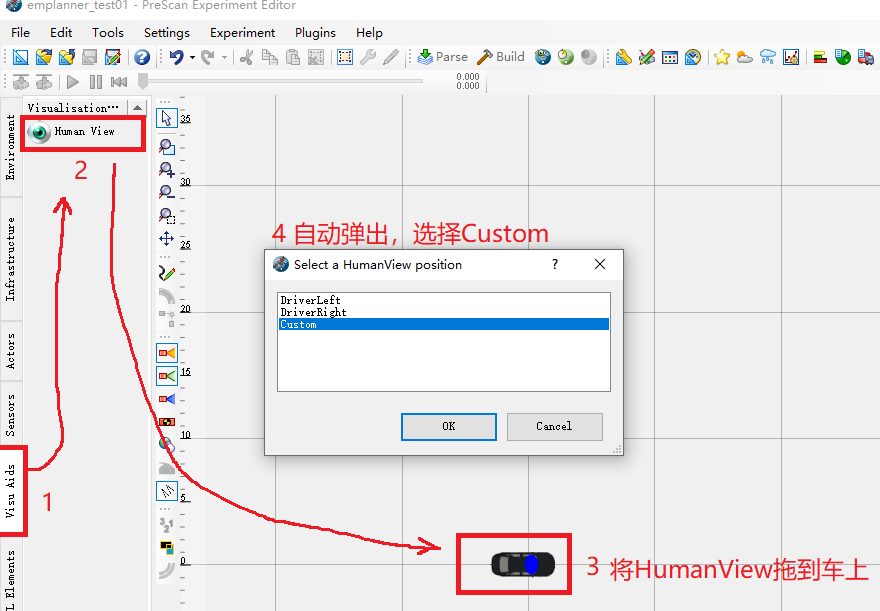 emplanner_test01 - PreScan Experiment Editor
File Edit Tools Settings Experiment Plugins Help
Parse Build
0.000
0.000
Visualisation…
Human View
Environment
Infrastructure
Actors
Sensors
Visu Aids
L Elements
35
30
25
20
15
10
5
0
1
2
4 自动弹出，选择Custom
Select a HumanView position
?
DriverLeft
DriverRight
Custom
OK Cancel
3 将HumanView拖到车上